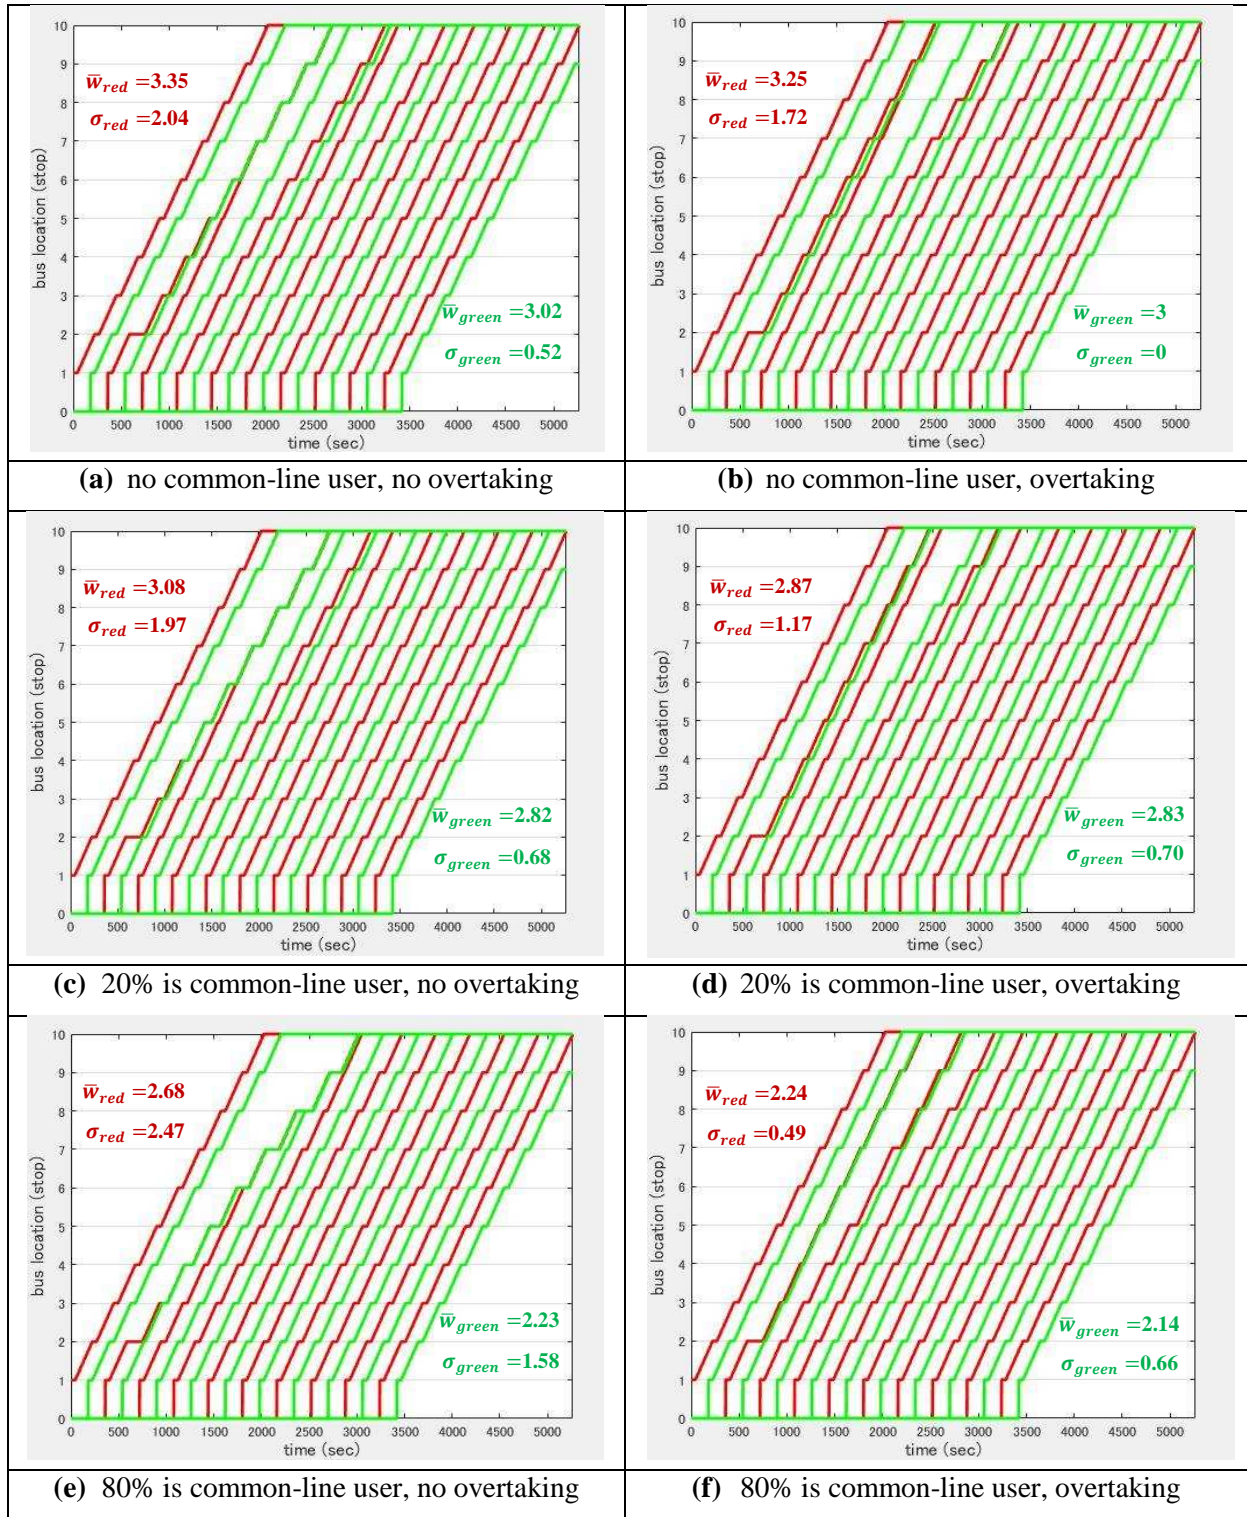 10
9
8
7
6
5
4
3
2
1
0
bus location (stop)
w̄red =3.35
σred =2.04
w̄green =3.02
σgreen =0.52
0 500 1000 1500 2000 2500 3000 3500 4000 4500 5000
time (sec)
10
9
8
7
6
5
4
3
2
1
0
bus location (stop)
w̄red =3.25
σred =1.72
w̄green =3
σgreen =0
0 500 1000 1500 2000 2500 3000 3500 4000 4500 5000
time (sec)
(a) no common-line user, no overtaking
(b) no common-line user, overtaking
10
9
8
7
6
5
4
3
2
1
0
bus location (stop)
w̄red =3.08
σred =1.97
w̄green =2.82
σgreen =0.68
0 500 1000 1500 2000 2500 3000 3500 4000 4500 5000
time (sec)
10
9
8
7
6
5
4
3
2
1
0
bus location (stop)
w̄red =2.87
σred =1.17
w̄green =2.83
σgreen =0.70
0 500 1000 1500 2000 2500 3000 3500 4000 4500 5000
time (sec)
(c) 20% is common-line user, no overtaking
(d) 20% is common-line user, overtaking
10
9
8
7
6
5
4
3
2
1
0
bus location (stop)
w̄red =2.68
σred =2.47
w̄green =2.23
σgreen =1.58
0 500 1000 1500 2000 2500 3000 3500 4000 4500 5000
time (sec)
10
9
8
7
6
5
4
3
2
1
0
bus location (stop)
w̄red =2.24
σred =0.49
w̄green =2.14
σgreen =0.66
0 500 1000 1500 2000 2500 3000 3500 4000 4500 5000
time (sec)
(e) 80% is common-line user, no overtaking
(f) 80% is common-line user, overtaking